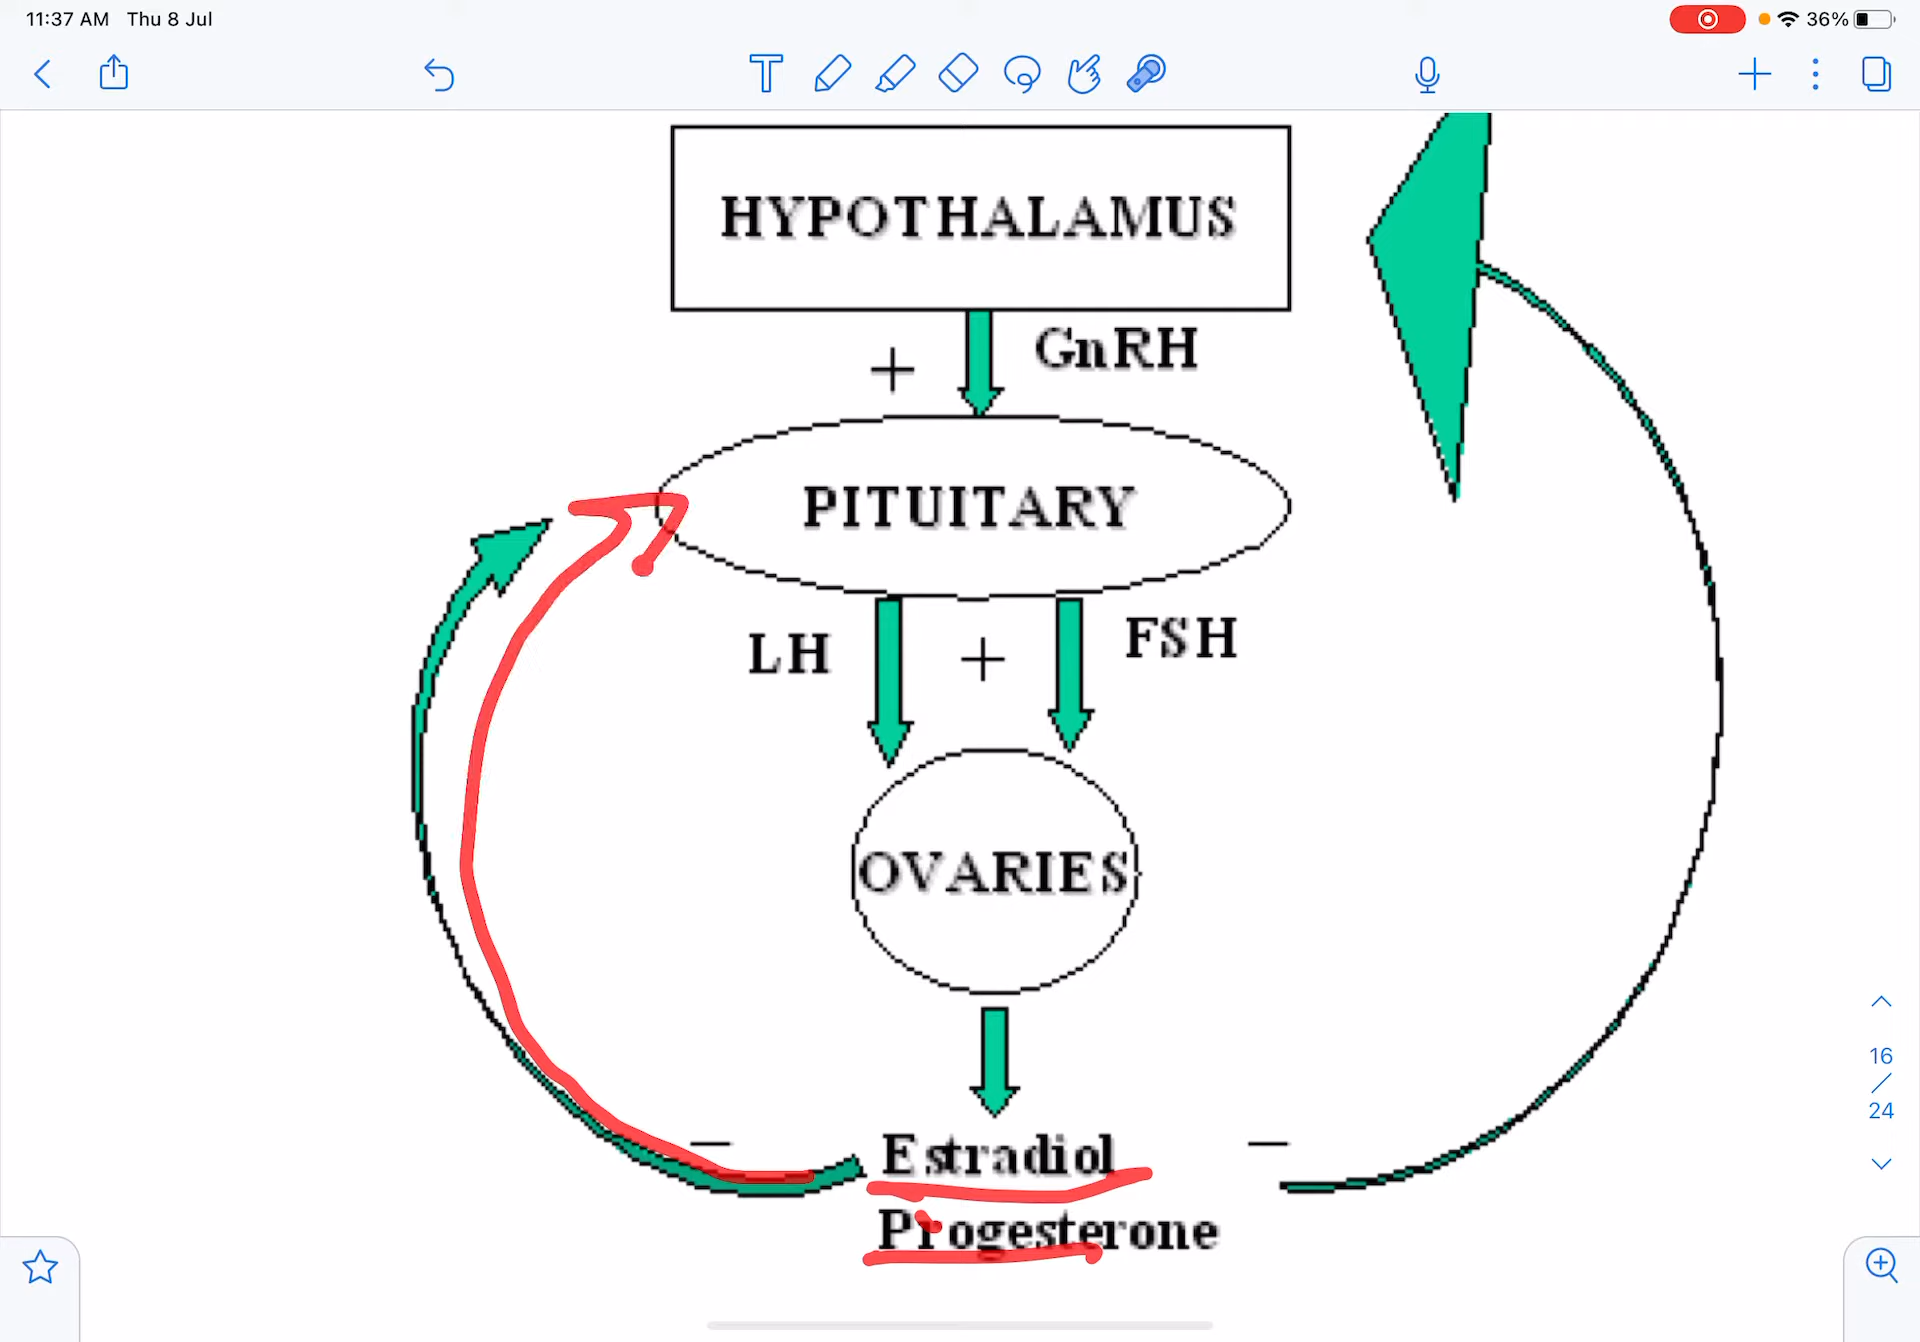 11:37 AM Thu 8 Jul
36%
T
HYPOTHALAMUS
+ GnRH
PITUITARY
LH + FSH
OVARIES
16
/
24
− Estradiol −
Progesterone